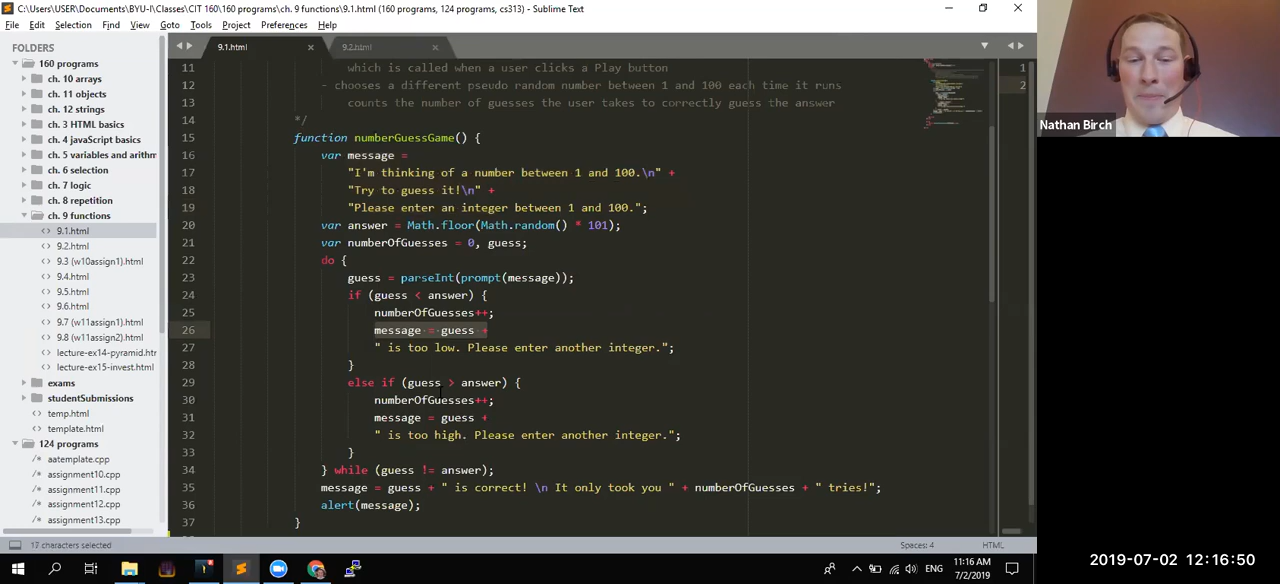 C:\Users\USER\Documents\BYU-I\Classes\CIT 160\160 programs\ch. 9 functions\9.1.html (160 programs, 124 programs, cs313) - Sublime Text
File Edit Selection Find View Goto Tools Project Preferences Help
FOLDERS
160 programs
ch. 10 arrays
ch. 11 objects
ch. 12 strings
ch. 3 HTML basics
ch. 4 javaScript basics
ch. 5 variables and arithm
ch. 6 selection
ch. 7 logic
ch. 8 repetition
ch. 9 functions
9.1.html
9.2.html
9.3 (w10assign1).html
9.4.html
9.5.html
9.6.html
9.7 (w11assign1).html
9.8 (w11assign2).html
lecture-ex14-pyramid.htr
lecture-ex15-invest.html
exams
studentSubmissions
temp.html
template.html
124 programs
aatemplate.cpp
assignment10.cpp
assignment11.cpp
assignment12.cpp
assignment13.cpp
9.1.html
9.2.html
11 which is called when a user clicks a Play button
12 - chooses a different pseudo random number between 1 and 100 each time it runs
13 counts the number of guesses the user takes to correctly guess the answer
14 */
15 function numberGuessGame() {
16 var message =
17 "I'm thinking of a number between 1 and 100.\n" +
18 "Try to guess it!\n" +
19 "Please enter an integer between 1 and 100.";
20 var answer = Math.floor(Math.random() * 101);
21 var numberOfGuesses = 0, guess;
22 do {
23 guess = parseInt(prompt(message));
24 if (guess < answer) {
25 numberOfGuesses++;
26 message = guess +
27 " is too low. Please enter another integer.";
28 }
29 else if (guess > answer) {
30 numberOfGuesses++;
31 message = guess +
32 " is too high. Please enter another integer.";
33 }
34 } while (guess != answer);
35 message = guess + " is correct! \n It only took you " + numberOfGuesses + " tries!";
36 alert(message);
37 }
1
2
Nathan Birch
17 characters selected
Spaces: 4
HTML
ENG
11:16 AM
7/2/2019
2019-07-02 12:16:50